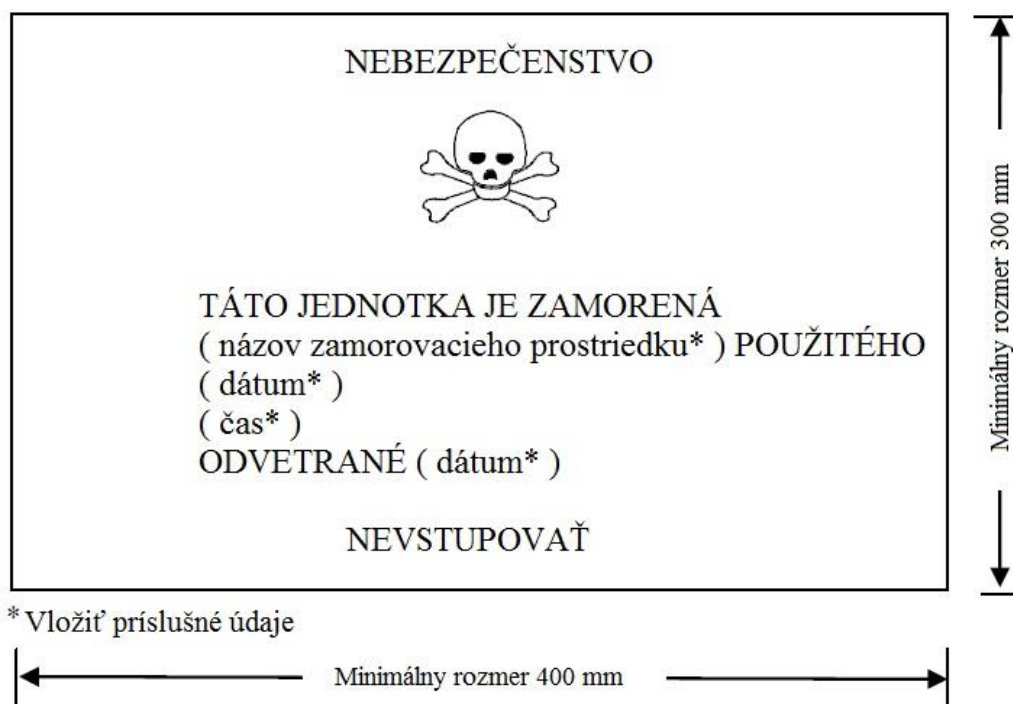 NEBEZPEČENSTVO
TÁTO JEDNOTKA JE ZAMORENÁ
( názov zamorovacieho prostriedku* ) POUŽITÉHO
( dátum* )
( čas* )
ODVETRANÉ ( dátum* )
NEVSTUPOVAŤ
* Vložiť príslušné údaje
Minimálny rozmer 400 mm
Minimálny rozmer 300 mm